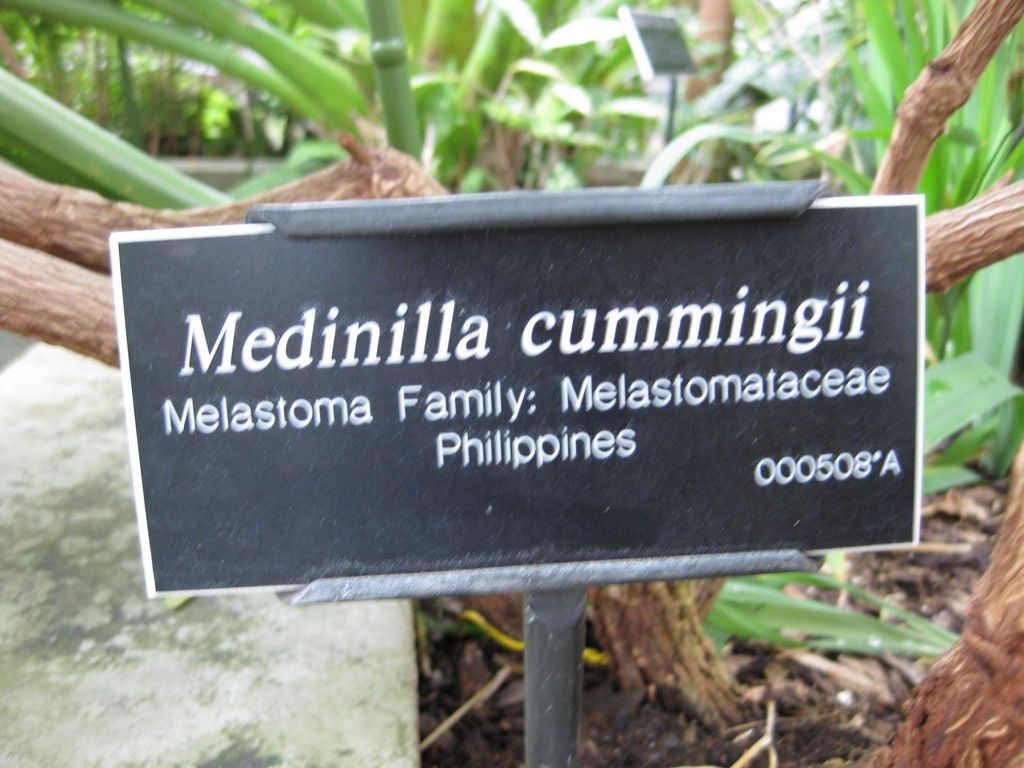 Medinilla cummingii
Melastoma Family: Melastomataceae
Philippines
000508*A